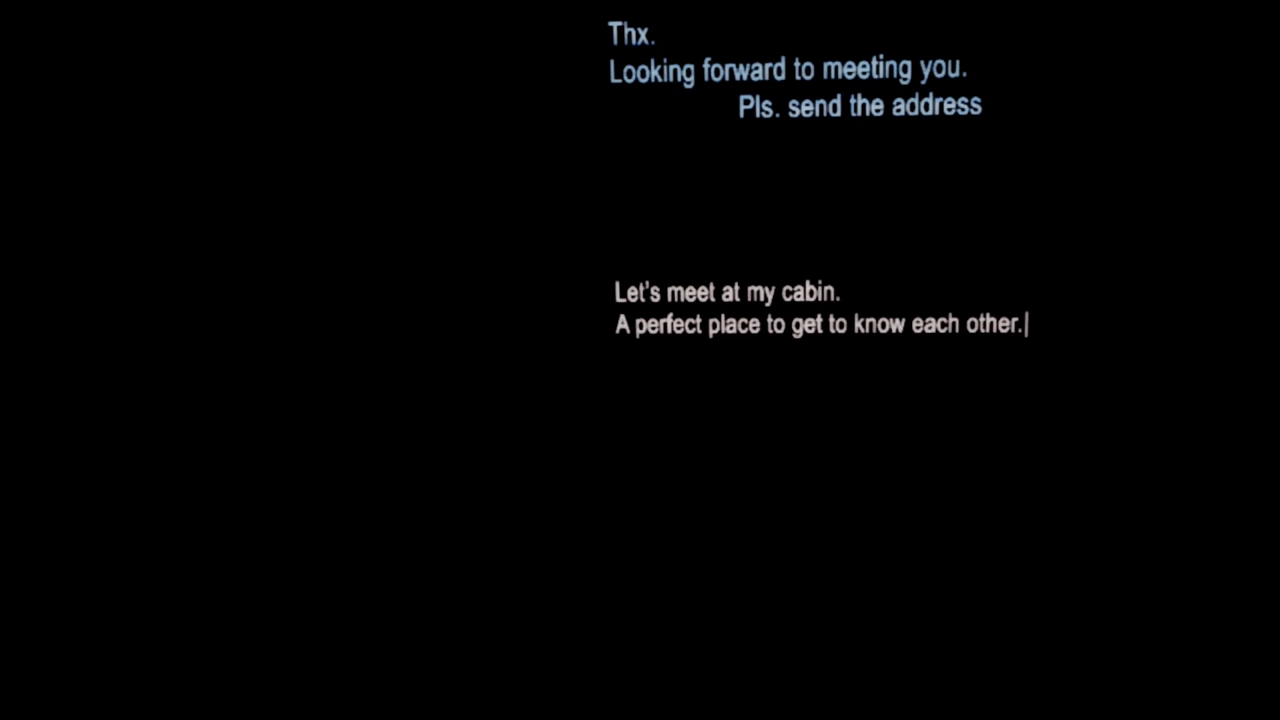 Thx.
Looking forward to meeting you.
Pls. send the address
Let's meet at my cabin.
A perfect place to get to know each other.